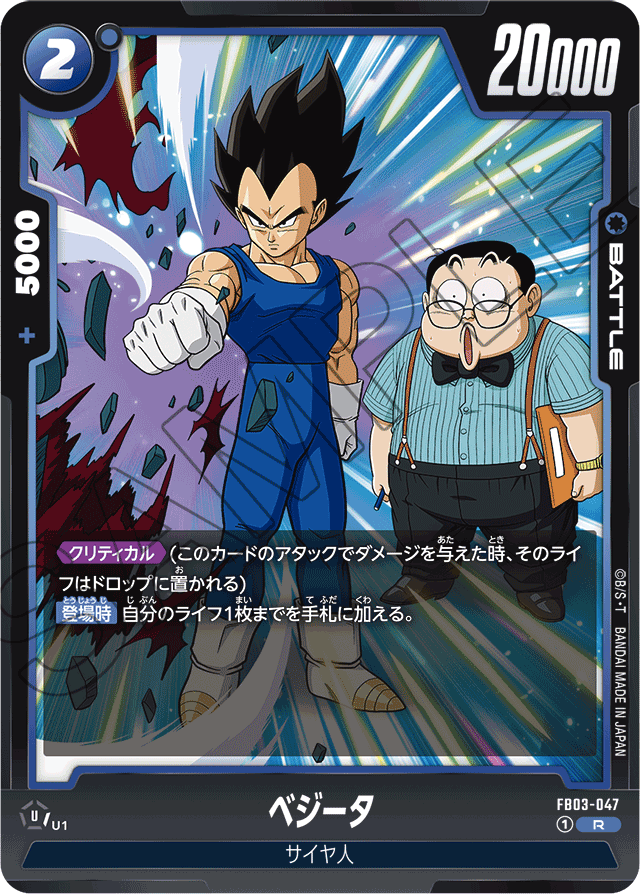 2
20000
+ 5000
BATTLE
SAMPLE
クリティカル (このカードのアタックでダメージを与えた時、そのライ
フはドロップに置かれる)
登場時 自分のライフ1枚までを手札に加える。
©B/S・T BANDAI MADE IN JAPAN
ベジータ
FB03-047
U U1
1 R
サイヤ人